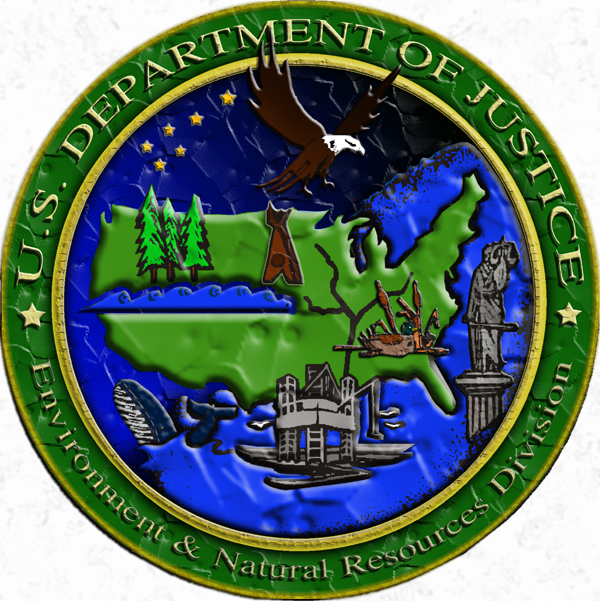 U.S. DEPARTMENT OF JUSTICE
Environment & Natural Resources Division